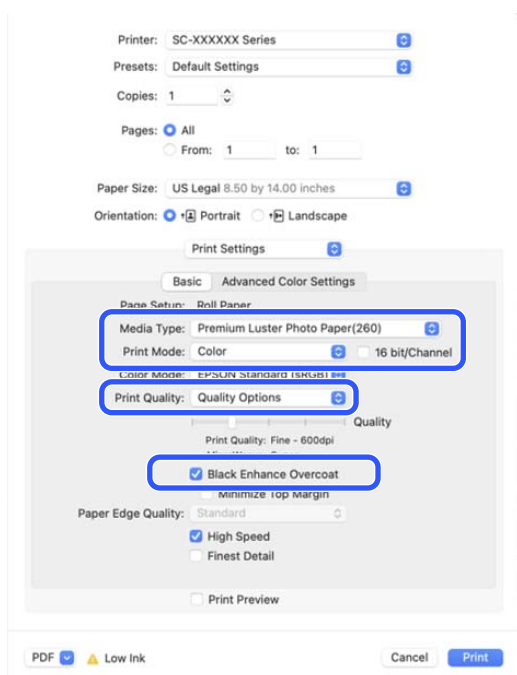 Printer: SC-XXXXXX Series
Presets: Default Settings
Copies: 1
Pages: All
From: 1 to: 1
Paper Size: US Legal 8.50 by 14.00 inches
Orientation: Portrait Landscape
Print Settings
Basic Advanced Color Settings
Page Setup: Roll Paper
Media Type: Premium Luster Photo Paper(260)
Print Mode: Color 16 bit/Channel
Color Mode: EPSON Standard (sRGB)
Print Quality: Quality Options
Quality
Print Quality: Fine - 600dpi
Black Enhance Overcoat
Minimize Top Margin
Paper Edge Quality: Standard
High Speed
Finest Detail
Print Preview
PDF Low Ink Cancel Print